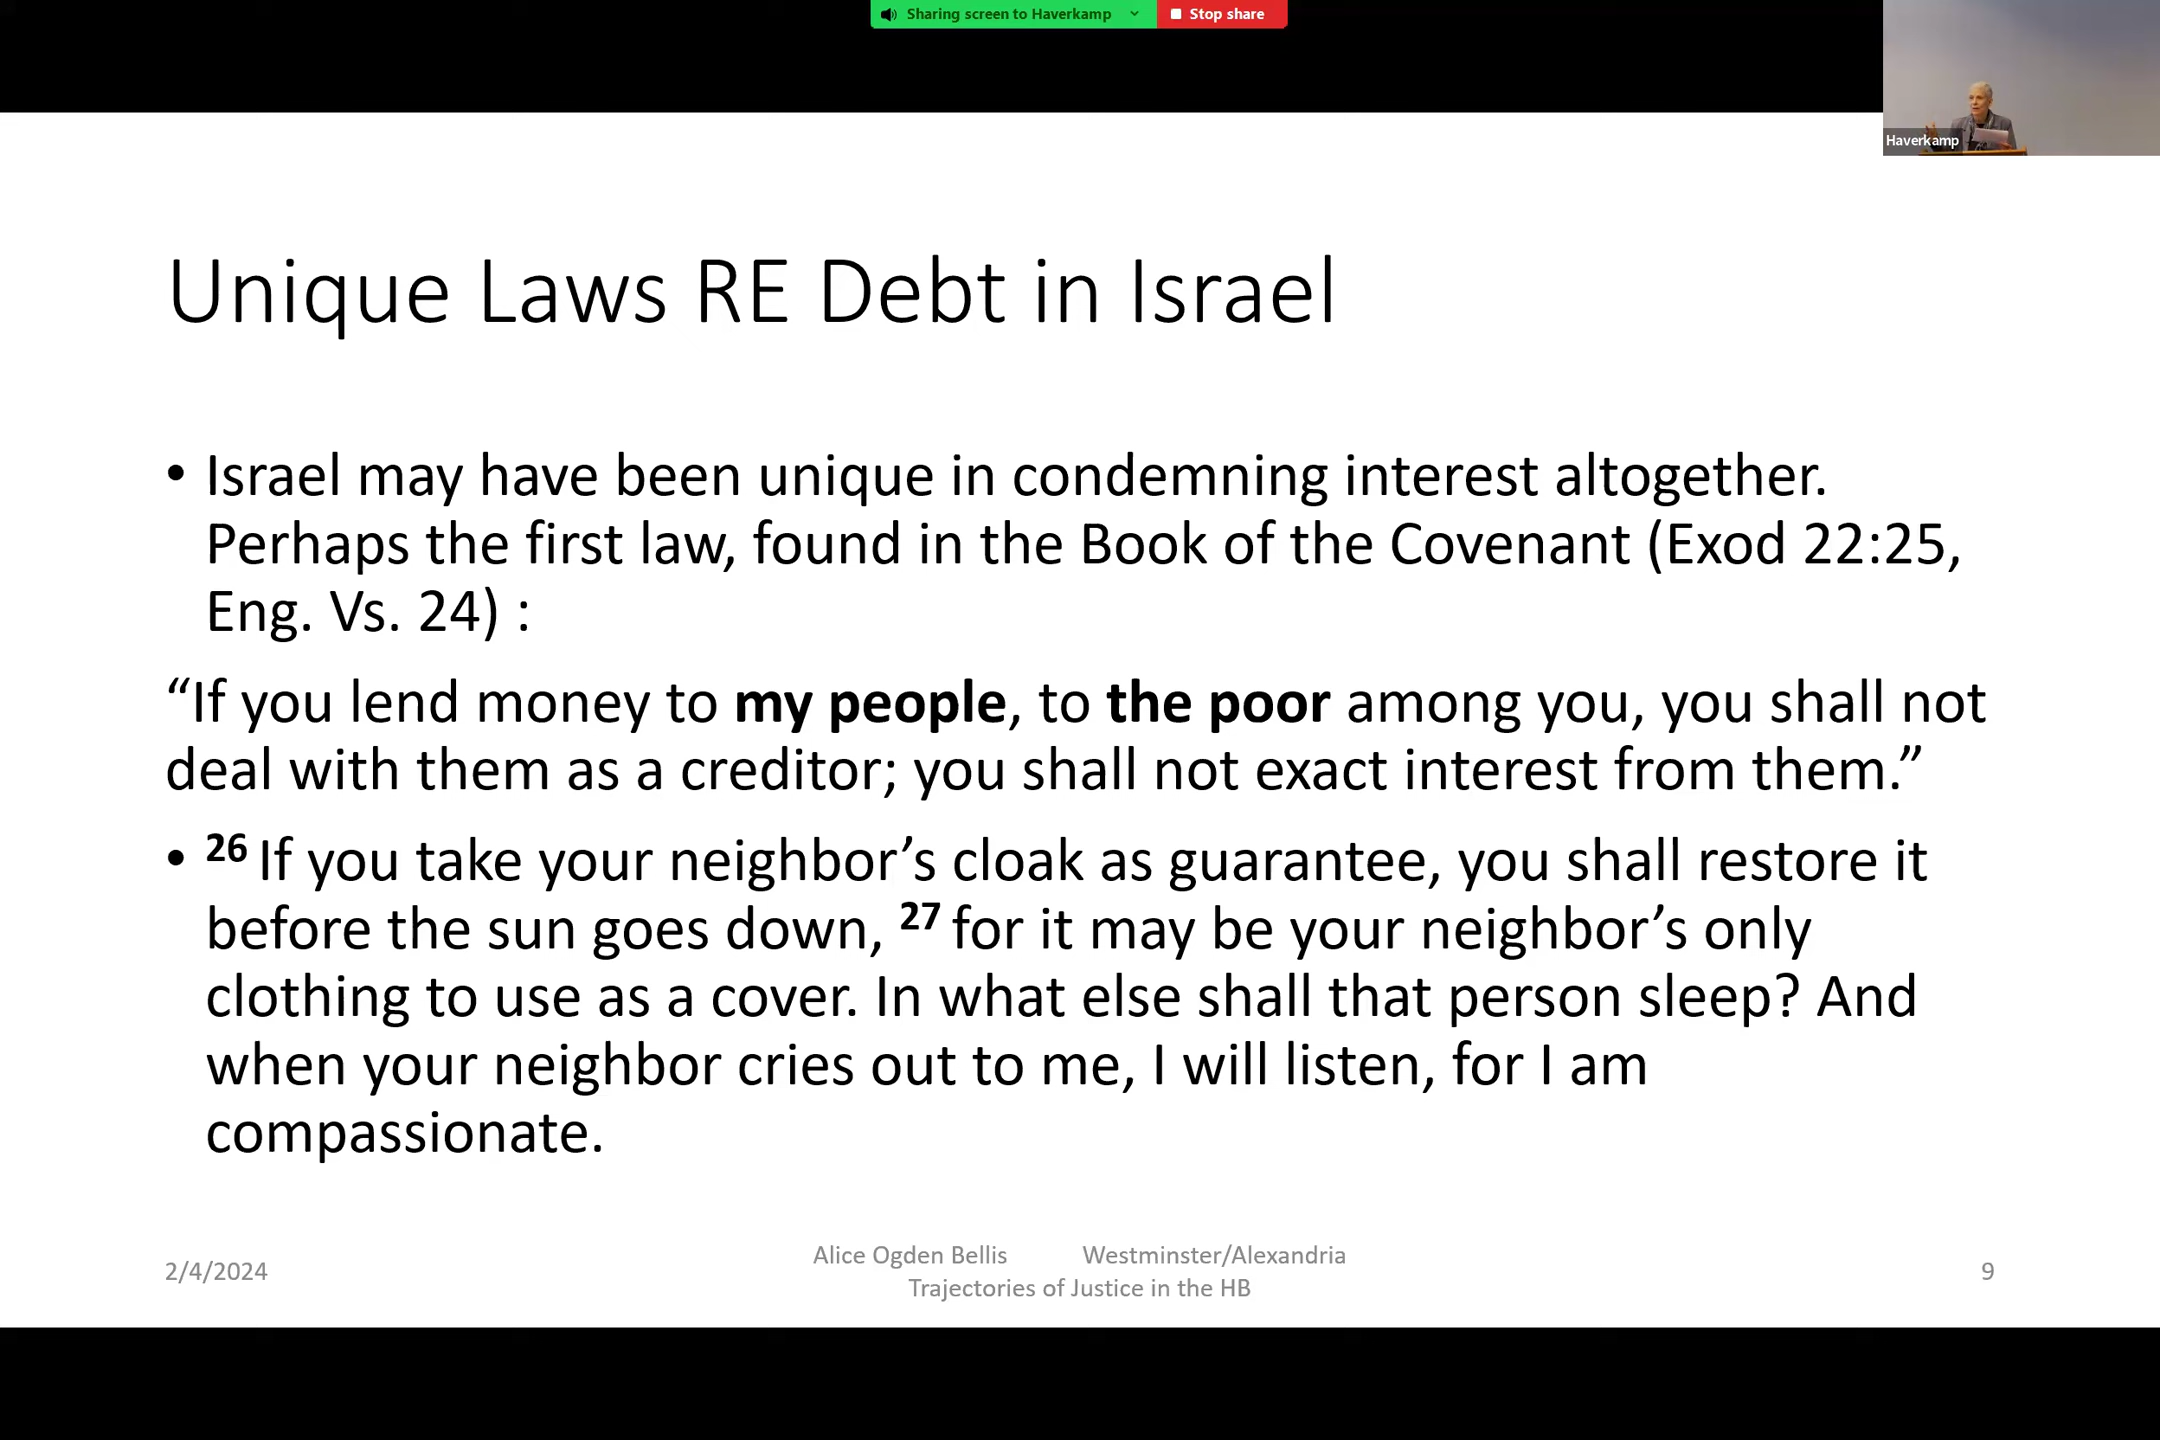 Sharing screen to Haverkamp
Stop share
Haverkamp
Unique Laws RE Debt in Israel
• Israel may have been unique in condemning interest altogether.
Perhaps the first law, found in the Book of the Covenant (Exod 22:25,
Eng. Vs. 24) :
“If you lend money to my people, to the poor among you, you shall not
deal with them as a creditor; you shall not exact interest from them.”
• 26 If you take your neighbor’s cloak as guarantee, you shall restore it
before the sun goes down, 27 for it may be your neighbor’s only
clothing to use as a cover. In what else shall that person sleep? And
when your neighbor cries out to me, I will listen, for I am
compassionate.
2/4/2024
Alice Ogden Bellis Westminster/Alexandria
Trajectories of Justice in the HB
9